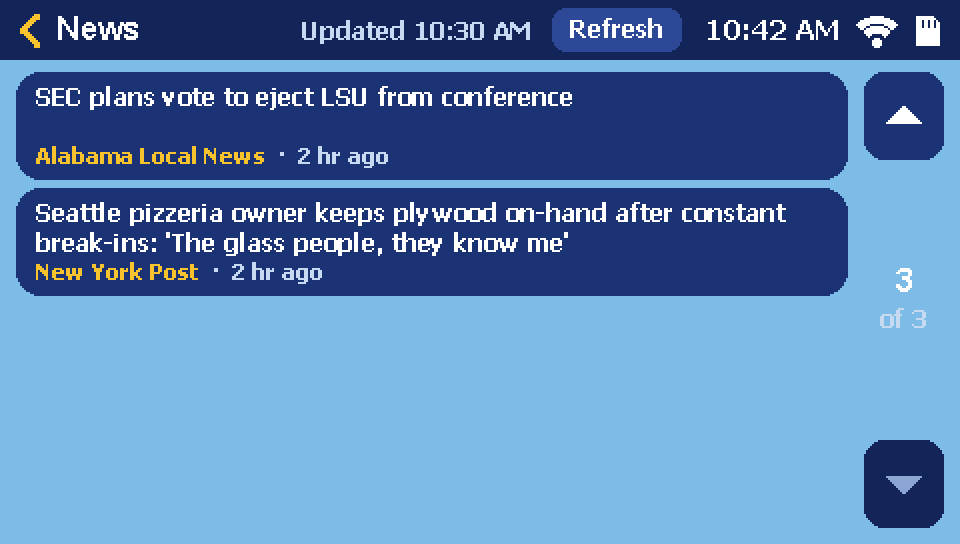 News
Updated 10:30 AM
Refresh
10:42 AM
SEC plans vote to eject LSU from conference
Alabama Local News · 2 hr ago
Seattle pizzeria owner keeps plywood on-hand after constant
break-ins: 'The glass people, they know me'
New York Post · 2 hr ago
3
of 3